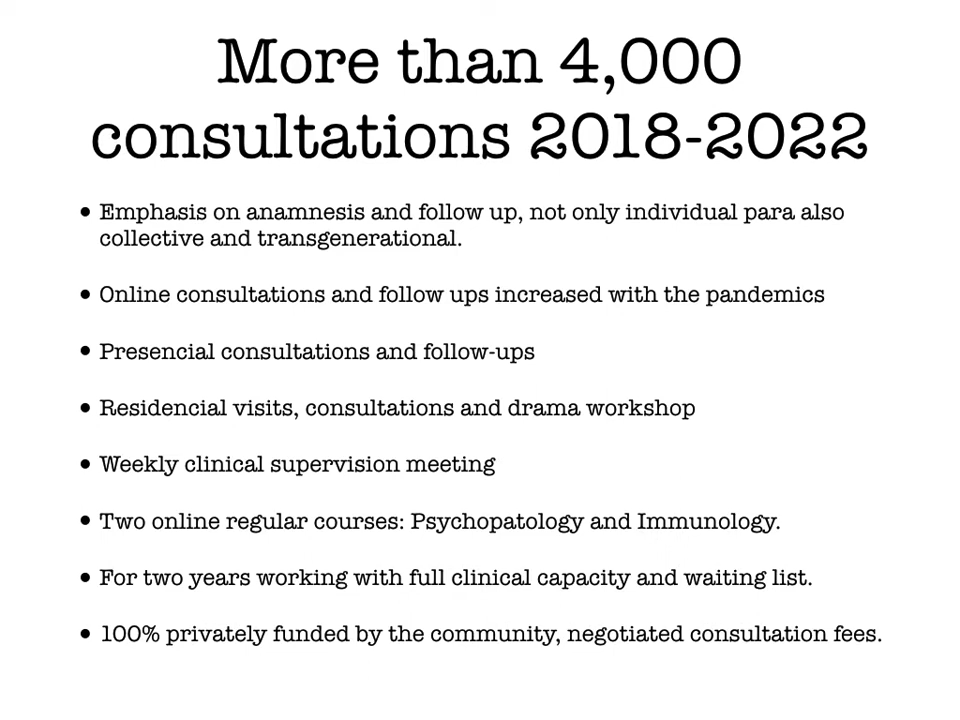 More than 4,000
consultations 2018-2022
• Emphasis on anamnesis and follow up, not only individual para also
collective and transgenerational.
• Online consultations and follow ups increased with the pandemics
• Presencial consultations and follow-ups
• Residencial visits, consultations and drama workshop
• Weekly clinical supervision meeting
• Two online regular courses: Psychopatology and Immunology.
• For two years working with full clinical capacity and waiting list.
• 100% privately funded by the community, negotiated consultation fees.